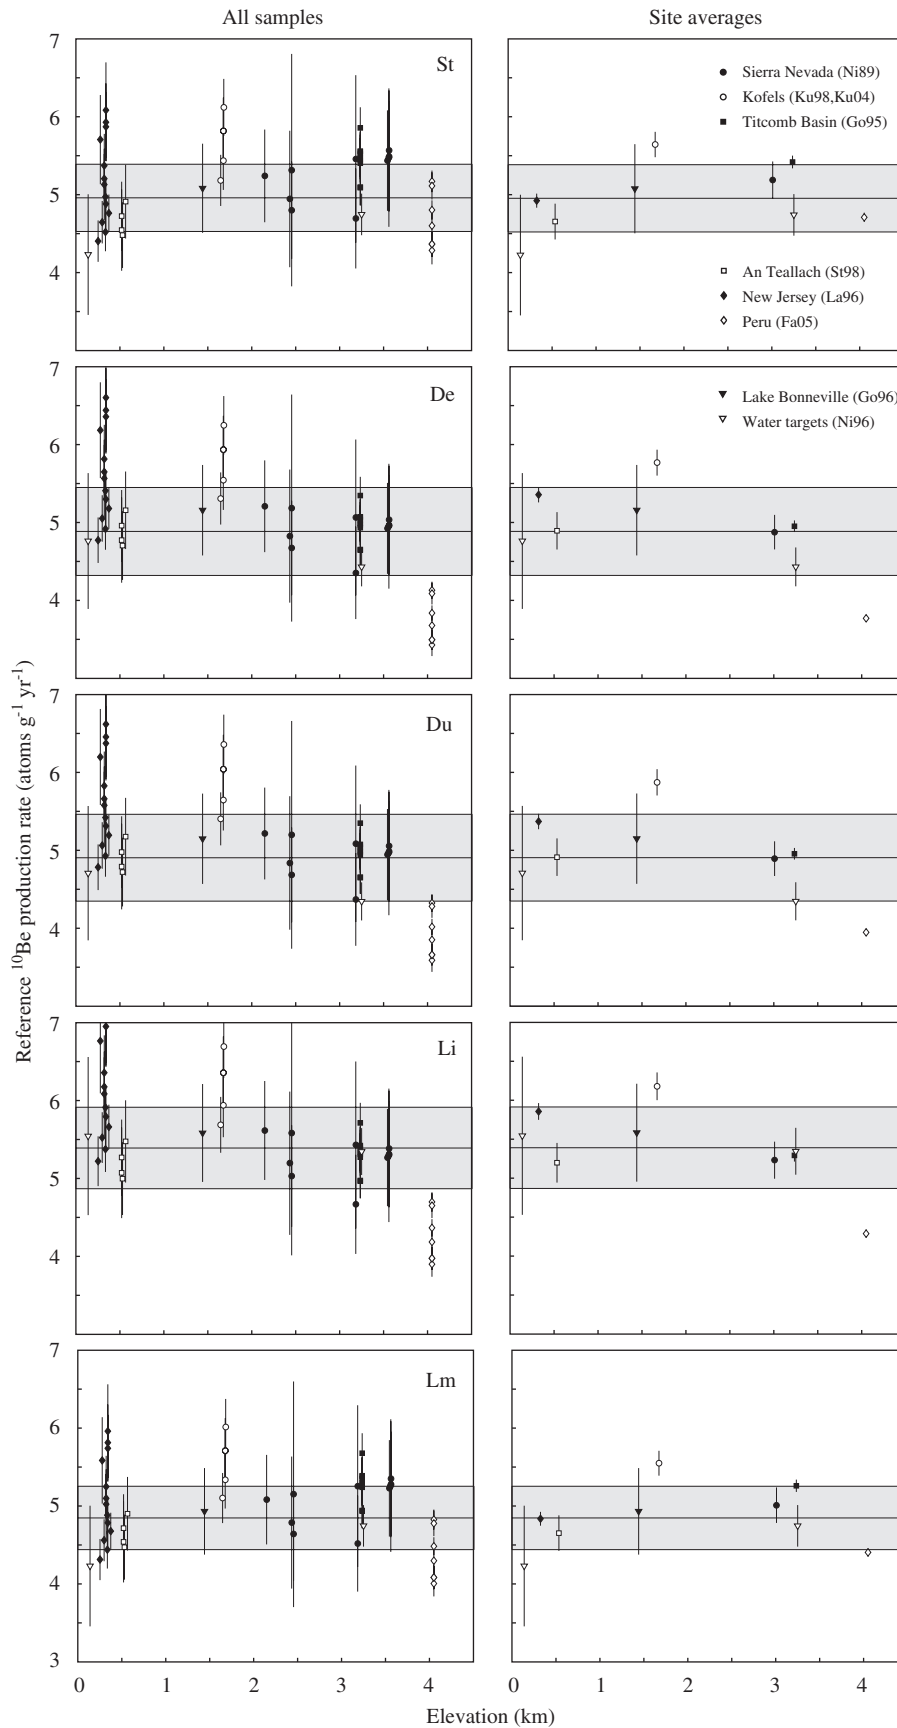 All samples
Site averages
7
6
5
4
St
Sierra Nevada (Ni89)
Kofels (Ku98,Ku04)
Titcomb Basin (Go95)
An Teallach (St98)
New Jersey (La96)
Peru (Fa05)
7
6
5
4
De
Lake Bonneville (Go96)
Water targets (Ni96)
7
6
5
4
Du
7
6
5
4
Li
7
6
5
4
3
Lm
Reference ¹⁰Be production rate (atoms g⁻¹ yr⁻¹)
0 1 2 3 4
0 1 2 3 4
Elevation (km)